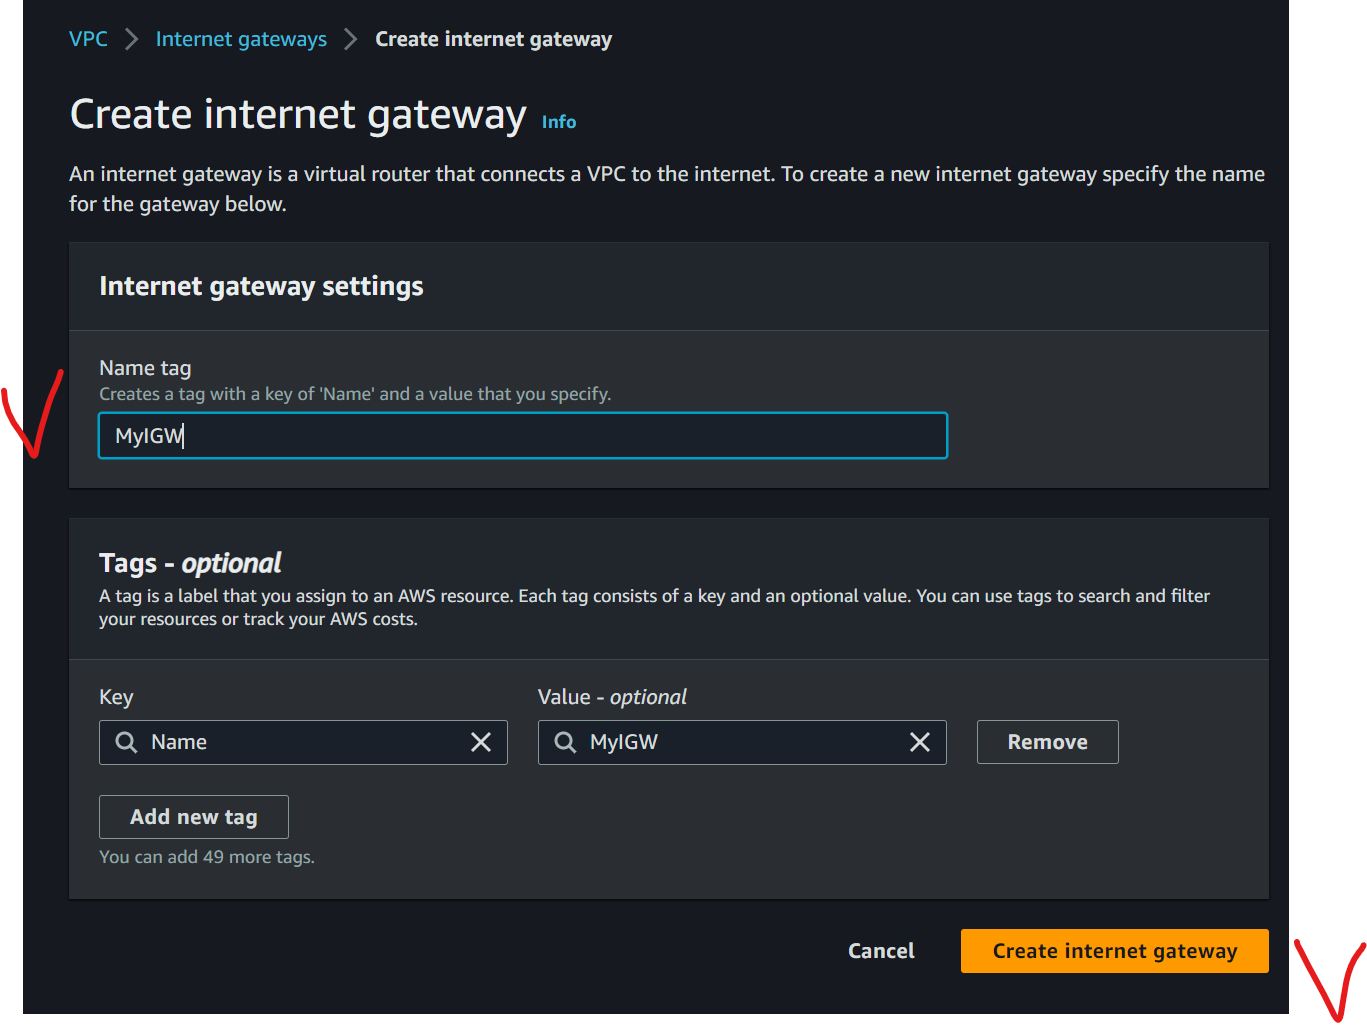 VPC > Internet gateways > Create internet gateway
Create internet gateway Info
An internet gateway is a virtual router that connects a VPC to the internet. To create a new internet gateway specify the name
for the gateway below.
Internet gateway settings
Name tag
Creates a tag with a key of 'Name' and a value that you specify.
MyIGW
Tags - optional
A tag is a label that you assign to an AWS resource. Each tag consists of a key and an optional value. You can use tags to search and filter
your resources or track your AWS costs.
Key Value - optional
Name MyIGW Remove
Add new tag
You can add 49 more tags.
Cancel Create internet gateway